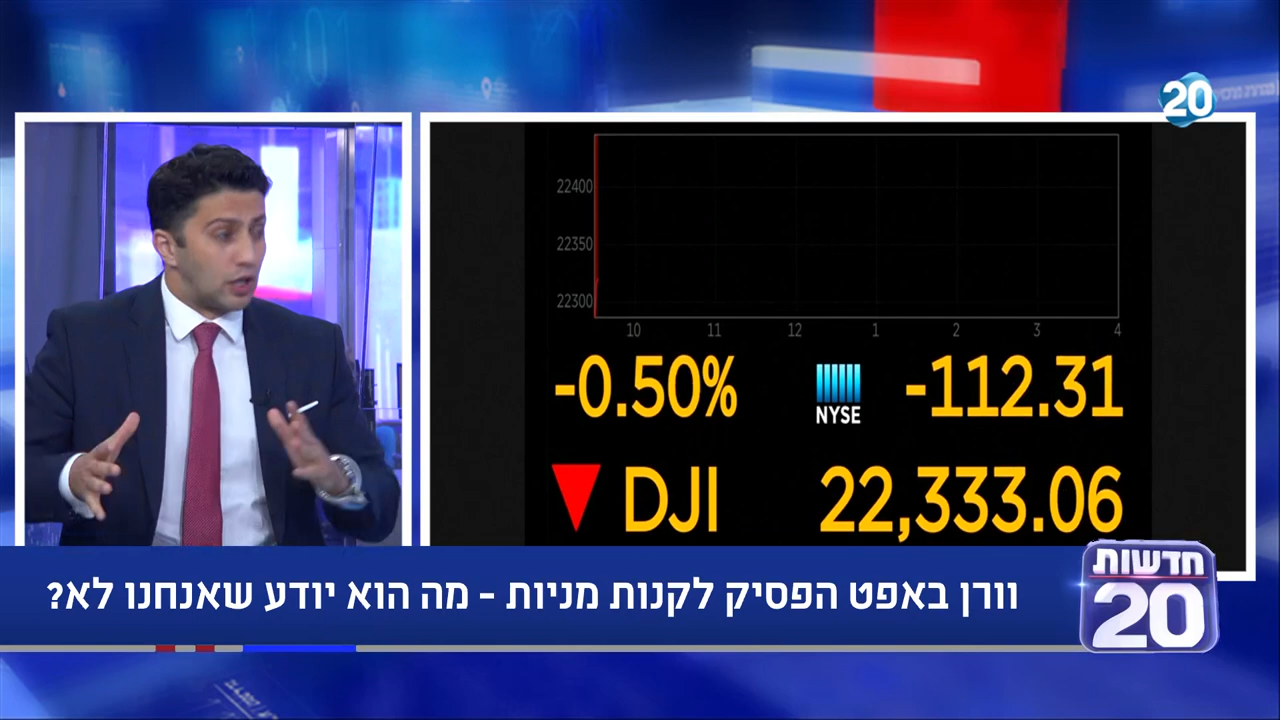 20
22400
22350
22300
10 11 12 1 2 3 4
-0.50% NYSE -112.31
DJI 22,333.06
וורן באפט הפסיק לקנות מניות - מה הוא יודע שאנחנו לא?
חדשות
20